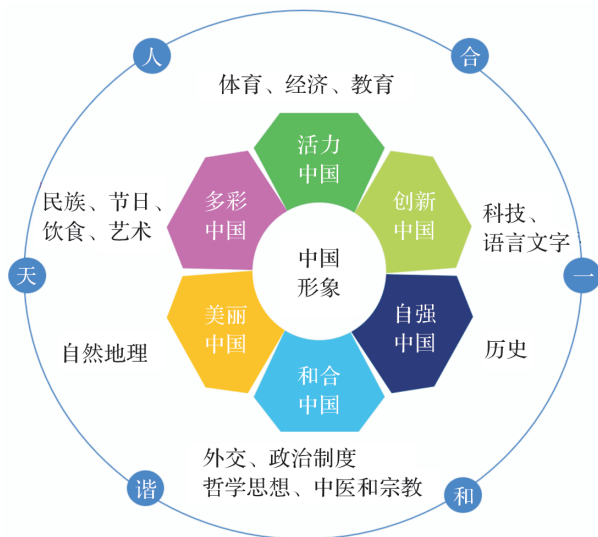 人
合
体育、经济、教育
活力
中国
多彩
中国
创新
中国
民族、节日、
饮食、艺术
科技、
语言文字
中国
形象
天
一
美丽
中国
自强
中国
自然地理
历史
和合
中国
外交、政治制度
哲学思想、中医和宗教
谐
和